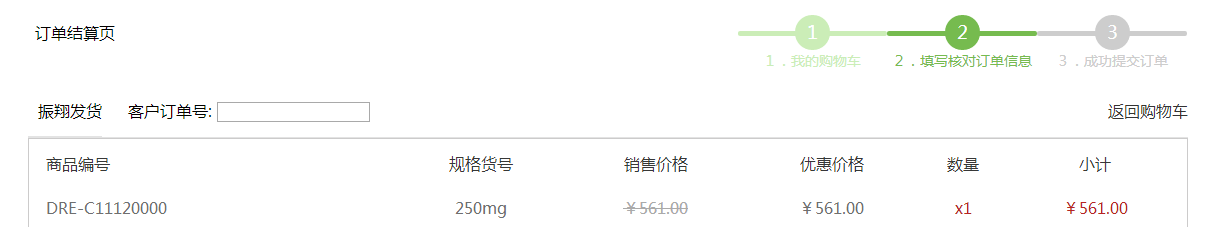 订单结算页
1 2 3
1 . 我的购物车 2 . 填写核对订单信息 3 . 成功提交订单
振翔发货 客户订单号: 返回购物车
商品编号 规格货号 销售价格 优惠价格 数量 小计
DRE-C11120000 250mg ￥561.00 ￥561.00 x1 ￥561.00